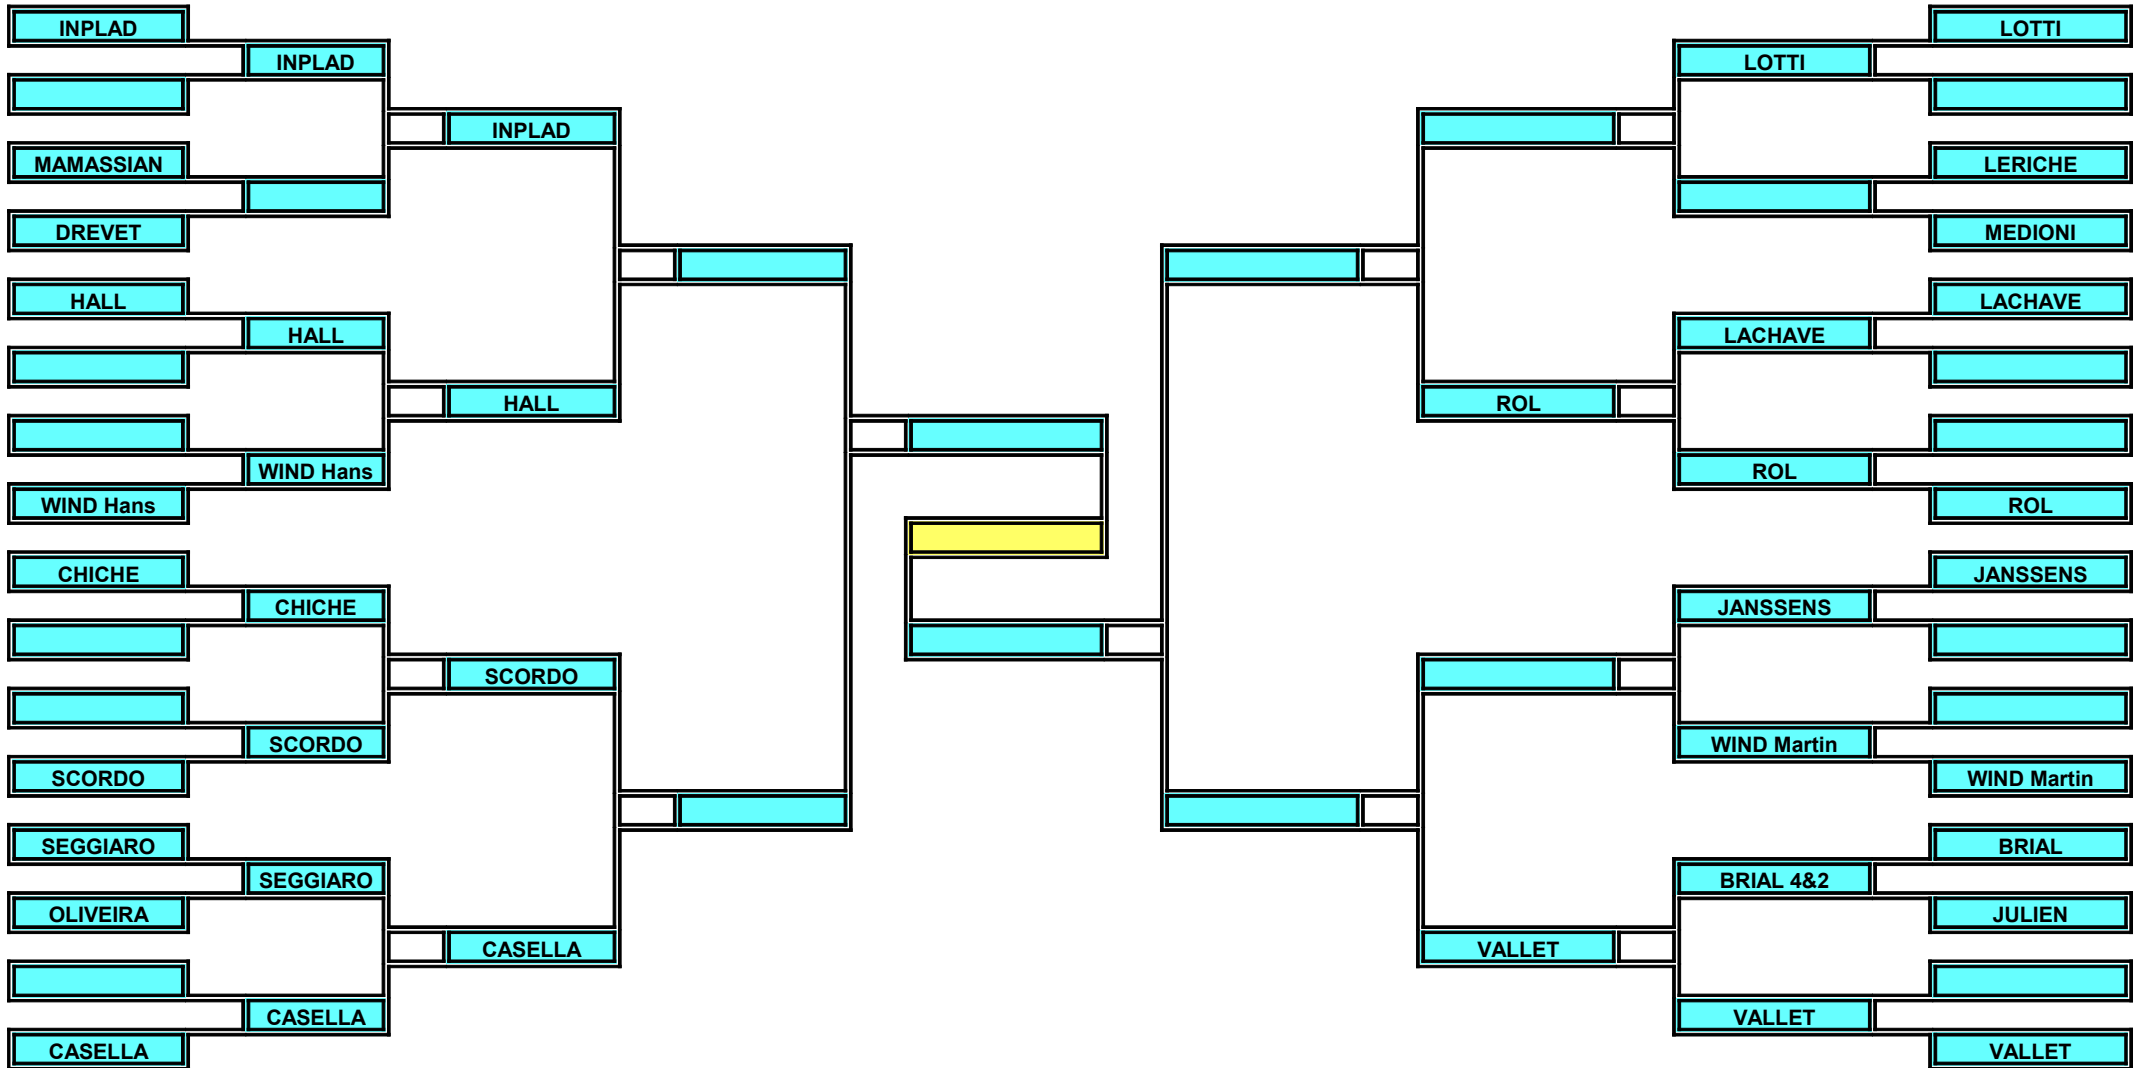 INPLAD
LOTTI
INPLAD
LOTTI
INPLAD
MAMASSIAN
LERICHE
DREVET
MEDIONI
HALL
LACHAVE
HALL
LACHAVE
HALL
ROL
WIND Hans
ROL
WIND Hans
ROL
CHICHE
JANSSENS
CHICHE
JANSSENS
SCORDO
SCORDO
WIND Martin
SCORDO
WIND Martin
SEGGIARO
BRIAL
SEGGIARO
BRIAL 4&2
OLIVEIRA
JULIEN
CASELLA
VALLET
CASELLA
VALLET
CASELLA
VALLET